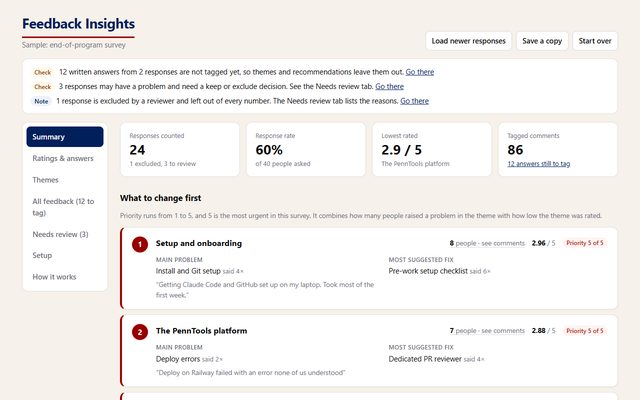 Feedback Insights
Sample: end-of-program survey
Load newer responses
Save a copy
Start over
Check 12 written answers from 2 responses are not tagged yet, so themes and recommendations leave them out. Go there
Check 3 responses may have a problem and need a keep or exclude decision. See the Needs review tab. Go there
Note 1 response is excluded by a reviewer and left out of every number. The Needs review tab lists the reasons. Go there
Summary
Ratings & answers
Themes
All feedback (12 to
tag)
Needs review (3)
Setup
How it works
Responses counted
24
1 excluded, 3 to review
Response rate
60%
of 40 people asked
Lowest rated
2.9 / 5
The PennTools platform
Tagged comments
86
12 answers still to tag
What to change first
Priority runs from 1 to 5, and 5 is the most urgent in this survey. It combines how many people raised a problem in the theme with how low the theme was rated.
1 Setup and onboarding 8 people · see comments 2.96 / 5 Priority 5 of 5
MAIN PROBLEM
Install and Git setup said 4×
"Getting Claude Code and GitHub set up on my laptop. Took most of the
first week."
MOST SUGGESTED FIX
Pre-work setup checklist said 6×
2 The PennTools platform 7 people · see comments 2.88 / 5 Priority 5 of 5
MAIN PROBLEM
Deploy errors said 2×
"Deploy on Railway failed with an error none of us understood"
MOST SUGGESTED FIX
Dedicated PR reviewer said 4×